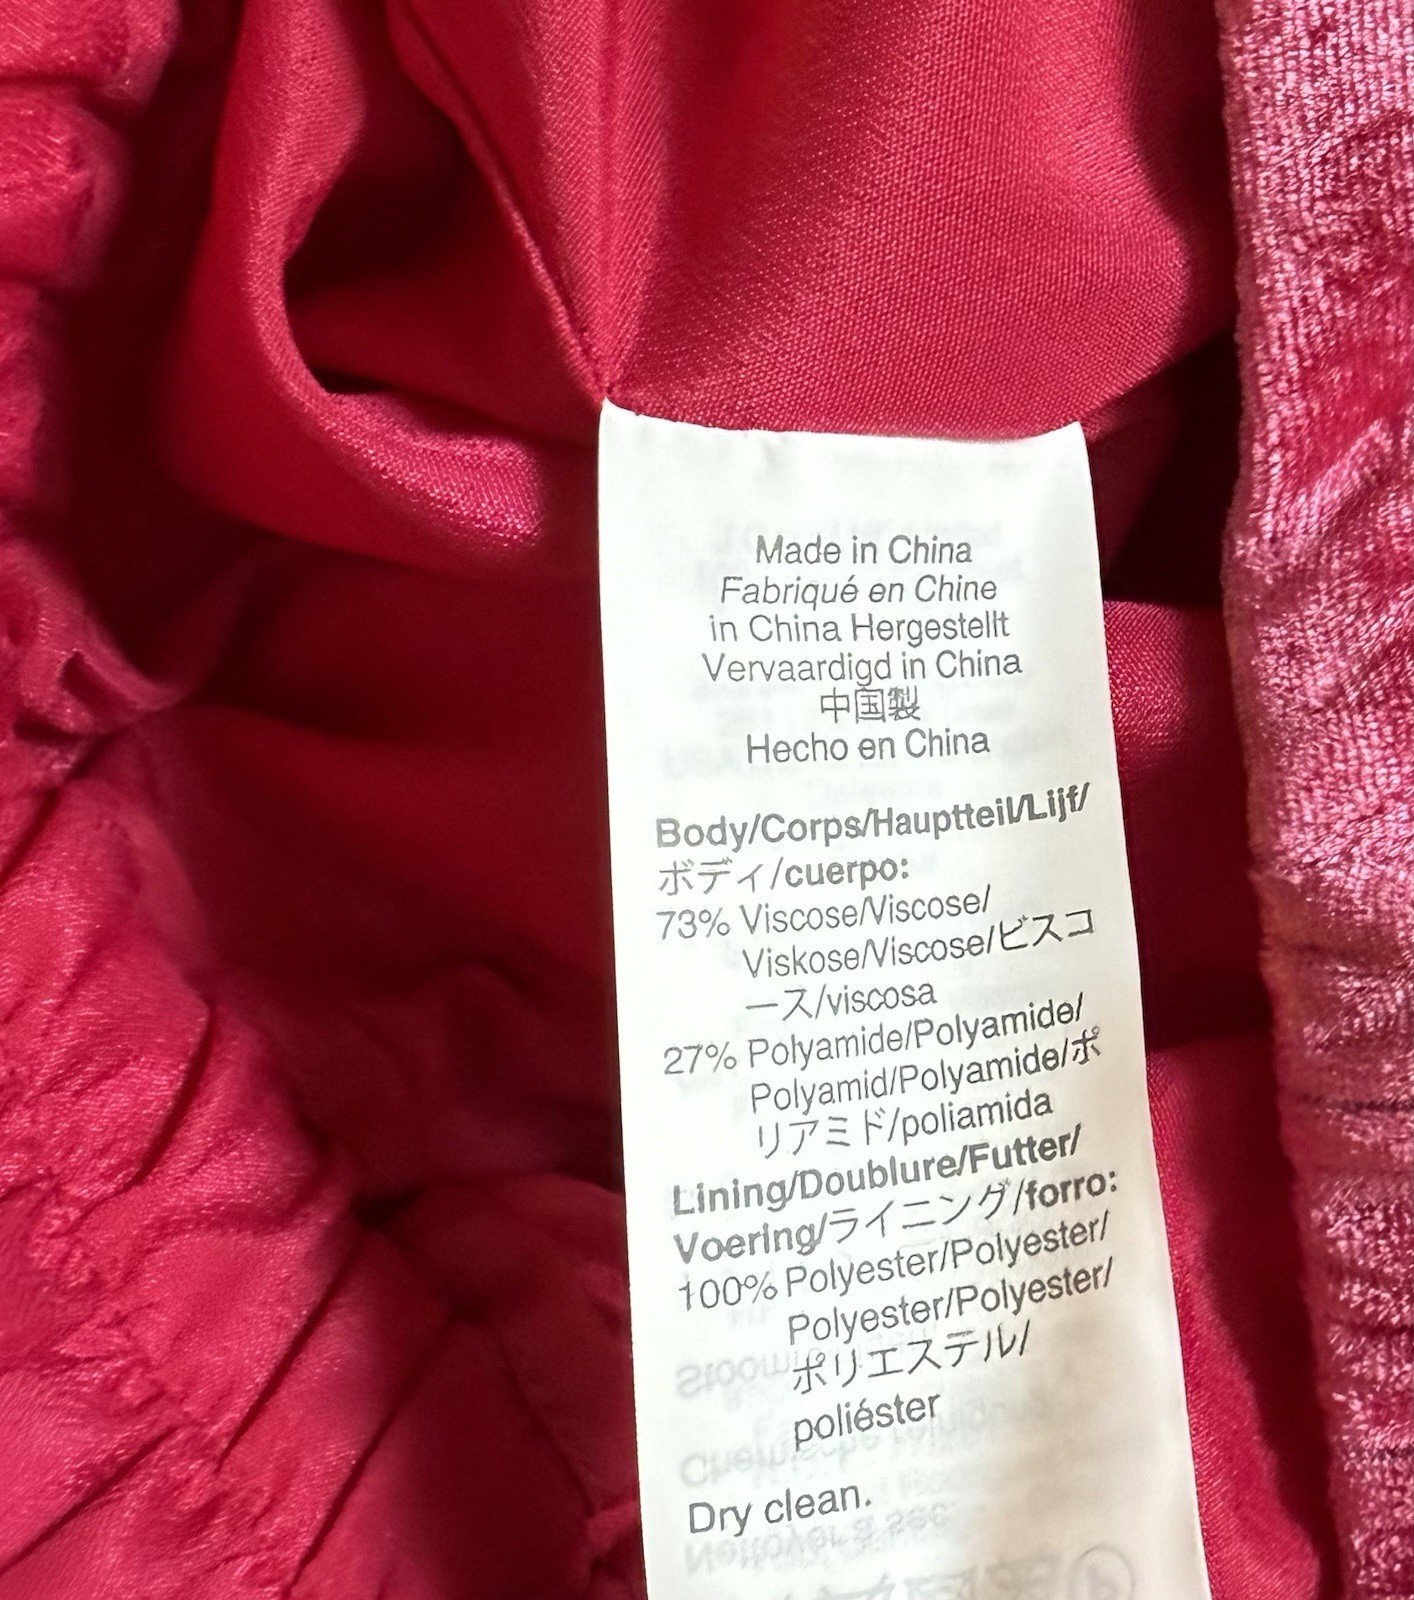 Made in China
Fabriqué en Chine
in China Hergestellt
Vervaardigd in China
中国製
Hecho en China
Body/Corps/Hauptteil/Lijf/
ボディ/cuerpo:
73% Viscose/Viscose/
Viskose/Viscose/ビスコ
ース/viscosa
27% Polyamide/Polyamide/
Polyamid/Polyamide/ポ
リアミド/poliamida
Lining/Doublure/Futter/
Voering/ライニング/forro:
100% Polyester/Polyester/
Polyester/Polyester/
ポリエステル/
poliéster
Dry clean.